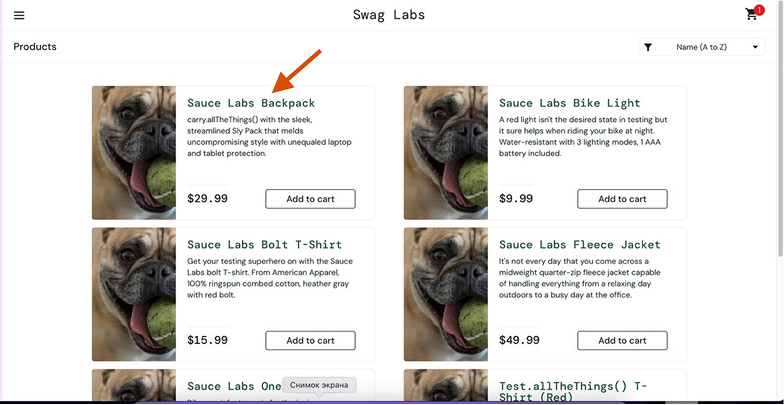 Swag Labs
1
Products
Name (A to Z)
Sauce Labs Backpack
carry.allTheThings() with the sleek,
streamlined Sly Pack that melds
uncompromising style with unequaled laptop
and tablet protection.
$29.99
Add to cart
Sauce Labs Bike Light
A red light isn't the desired state in testing but
it sure helps when riding your bike at night.
Water-resistant with 3 lighting modes, 1 AAA
battery included.
$9.99
Add to cart
Sauce Labs Bolt T-Shirt
Get your testing superhero on with the Sauce
Labs bolt T-shirt. From American Apparel,
100% ringspun combed cotton, heather gray
with red bolt.
$15.99
Add to cart
Sauce Labs Fleece Jacket
It's not every day that you come across a
midweight quarter-zip fleece jacket capable
of handling everything from a relaxing day
outdoors to a busy day at the office.
$49.99
Add to cart
Sauce Labs One
Снимок экрана
Test.allTheThings() T-
Shirt (Red)